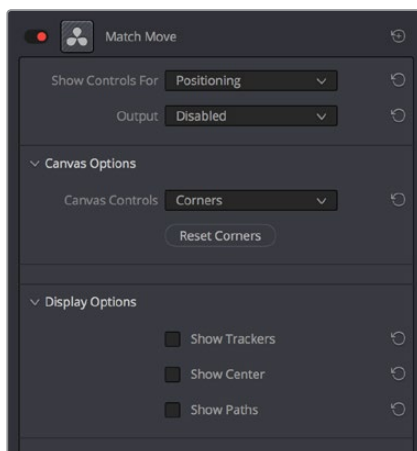 Match Move
Show Controls For Positioning
Output Disabled
Canvas Options
Canvas Controls Corners
Reset Corners
Display Options
Show Trackers
Show Center
Show Paths